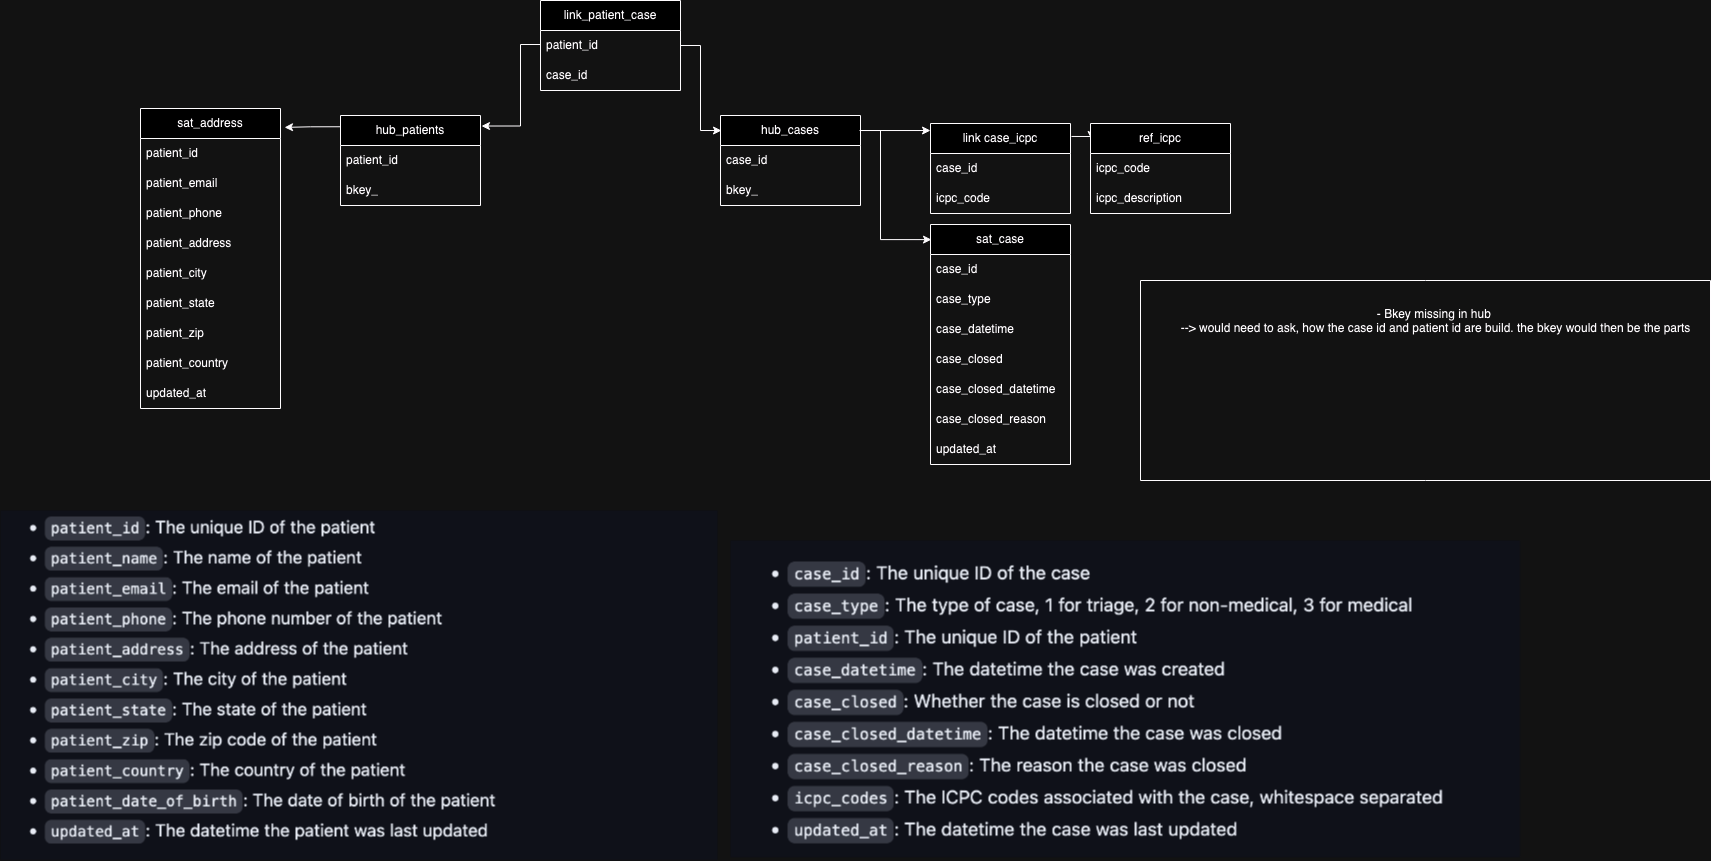 link_patient_case
patient_id
case_id
sat_address
patient_id
patient_email
patient_phone
patient_address
patient_city
patient_state
patient_zip
patient_country
updated_at
hub_patients
patient_id
bkey_
hub_cases
case_id
bkey_
link case_icpc
case_id
icpc_code
ref_icpc
icpc_code
icpc_description
sat_case
case_id
case_type
case_datetime
case_closed
case_closed_datetime
case_closed_reason
updated_at
- Bkey missing in hub
--> would need to ask, how the case id and patient id are build. the bkey would then be the parts
• patient_id: The unique ID of the patient
• patient_name: The name of the patient
• patient_email: The email of the patient
• patient_phone: The phone number of the patient
• patient_address: The address of the patient
• patient_city: The city of the patient
• patient_state: The state of the patient
• patient_zip: The zip code of the patient
• patient_country: The country of the patient
• patient_date_of_birth: The date of birth of the patient
• updated_at: The datetime the patient was last updated
• case_id: The unique ID of the case
• case_type: The type of case, 1 for triage, 2 for non-medical, 3 for medical
• patient_id: The unique ID of the patient
• case_datetime: The datetime the case was created
• case_closed: Whether the case is closed or not
• case_closed_datetime: The datetime the case was closed
• case_closed_reason: The reason the case was closed
• icpc_codes: The ICPC codes associated with the case, whitespace separated
• updated_at: The datetime the case was last updated